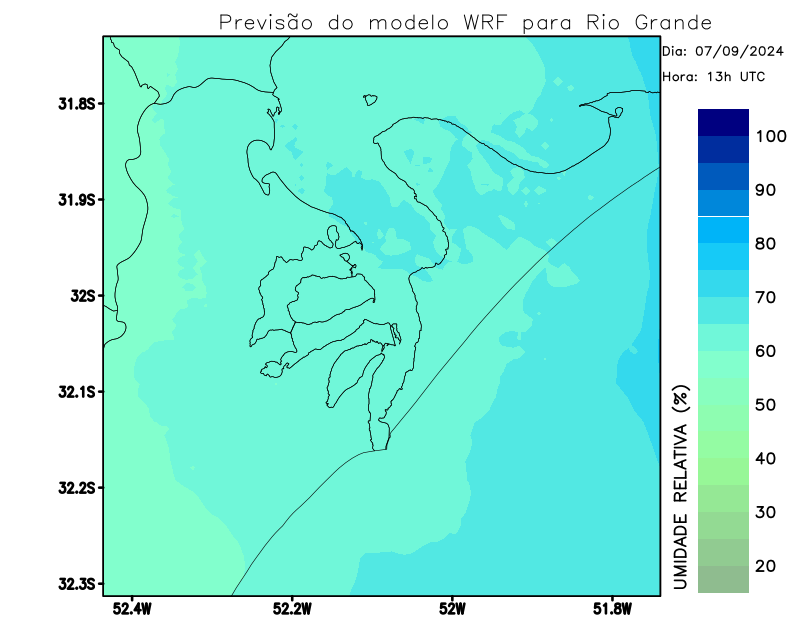 Previsão do modelo WRF para Rio Grande
Dia: 07/09/2024
Hora: 13h UTC
31.8S
31.9S
32S
32.1S
32.2S
32.3S
52.4W
52.2W
52W
51.8W
UMIDADE RELATIVA (%)
100
90
80
70
60
50
40
30
20